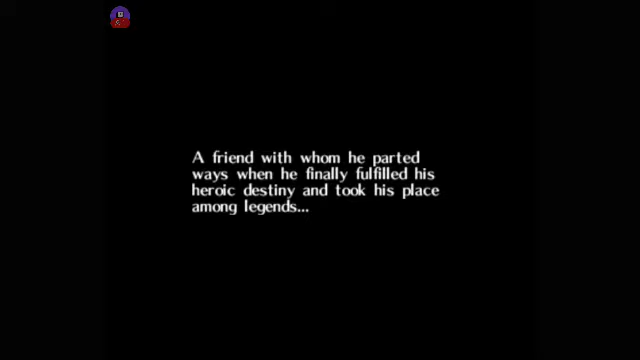 A friend with whom he parted
ways when he finally fulfilled his
heroic destiny and took his place
among legends...